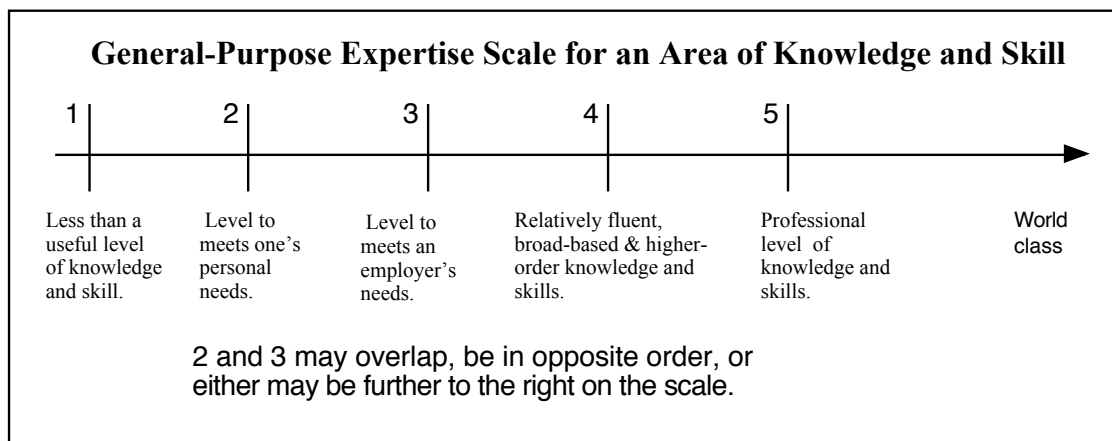 General-Purpose Expertise Scale for an Area of Knowledge and Skill
1
2
3
4
5
Less than a
useful level
of knowledge
and skill.
Level to
meets one's
personal
needs.
Level to
meets an
employer's
needs.
Relatively fluent,
broad-based & higher-
order knowledge and
skills.
Professional
level of
knowledge and
skills.
World
class
2 and 3 may overlap, be in opposite order, or
either may be further to the right on the scale.